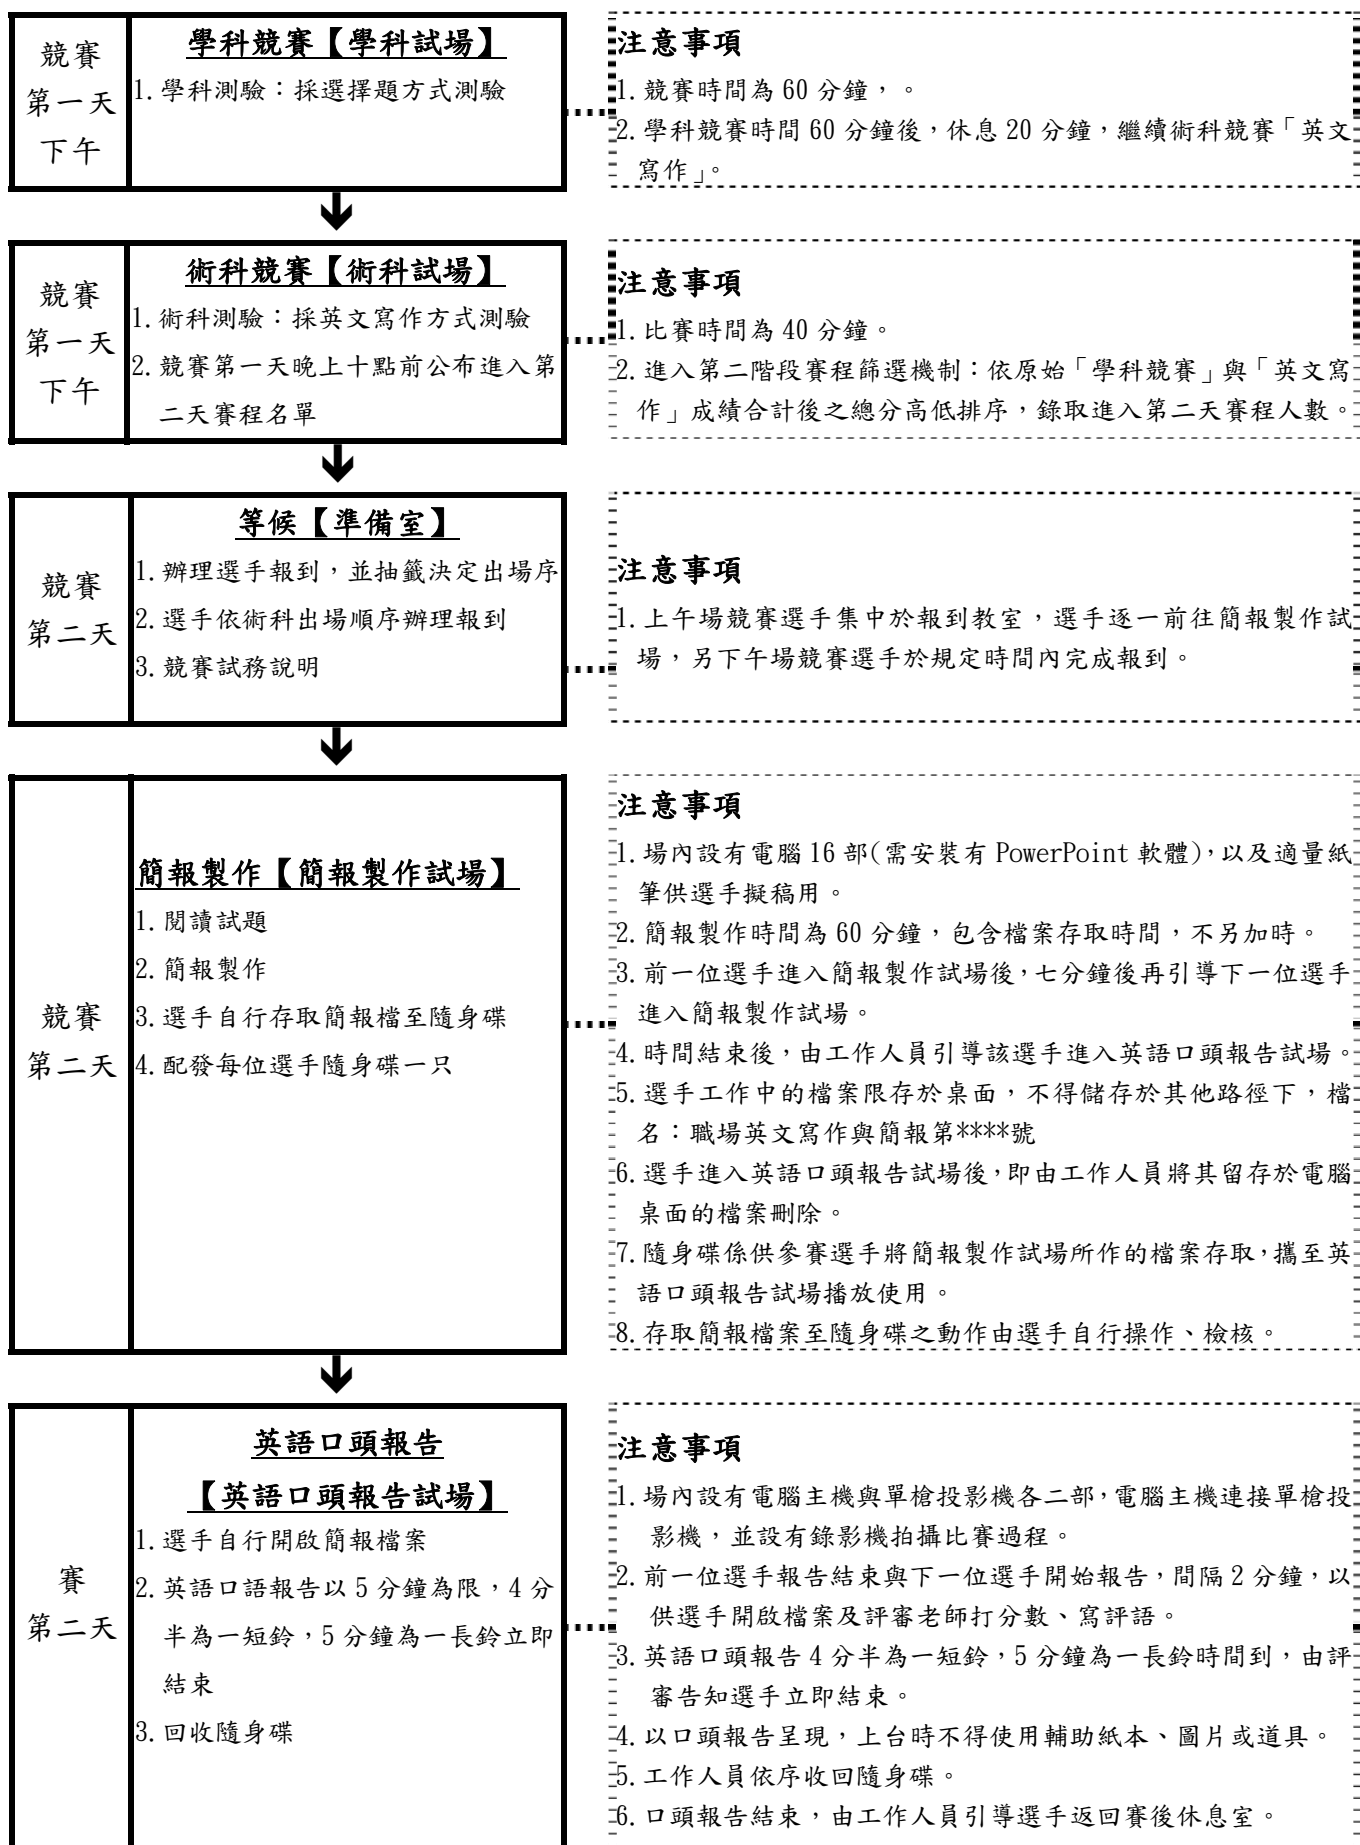 競賽
第一天
下午
學科競賽【學科試場】
1.學科測驗：採選擇題方式測驗
注意事項
1.競賽時間為 60 分鐘，。
2.學科競賽時間 60 分鐘後，休息 20 分鐘，繼續術科競賽「英文
寫作」。
競賽
第一天
下午
術科競賽【術科試場】
1.術科測驗：採英文寫作方式測驗
2.競賽第一天晚上十點前公布進入第
二天賽程名單
注意事項
1.比賽時間為 40 分鐘。
2.進入第二階段賽程篩選機制：依原始「學科競賽」與「英文寫
作」成績合計後之總分高低排序，錄取進入第二天賽程人數。
競賽
第二天
等候【準備室】
1.辦理選手報到，並抽籤決定出場序
2.選手依術科出場順序辦理報到
3.競賽試務說明
注意事項
1.上午場競賽選手集中於報到教室，選手逐一前往簡報製作試
場，另下午場競賽選手於規定時間內完成報到。
競賽
第二天
簡報製作【簡報製作試場】
1.閱讀試題
2.簡報製作
3.選手自行存取簡報檔至隨身碟
4.配發每位選手隨身碟一只
注意事項
1.場內設有電腦 16 部(需安裝有 PowerPoint 軟體)，以及適量紙
筆供選手擬稿用。
2.簡報製作時間為 60 分鐘，包含檔案存取時間，不另加時。
3.前一位選手進入簡報製作試場後，七分鐘後再引導下一位選手
進入簡報製作試場。
4.時間結束後，由工作人員引導該選手進入英語口頭報告試場。
5.選手工作中的檔案限存於桌面，不得儲存於其他路徑下，檔
名：職場英文寫作與簡報第****號
6.選手進入英語口頭報告試場後，即由工作人員將其留存於電腦
桌面的檔案刪除。
7.隨身碟係供參賽選手將簡報製作試場所作的檔案存取，攜至英
語口頭報告試場播放使用。
8.存取簡報檔案至隨身碟之動作由選手自行操作、檢核。
賽
第二天
英語口頭報告
【英語口頭報告試場】
1.選手自行開啟簡報檔案
2.英語口語報告以 5 分鐘為限，4 分
半為一短鈴，5 分鐘為一長鈴立即
結束
3.回收隨身碟
注意事項
1.場內設有電腦主機與單槍投影機各二部，電腦主機連接單槍投
影機，並設有錄影機拍攝比賽過程。
2.前一位選手報告結束與下一位選手開始報告，間隔 2 分鐘，以
供選手開啟檔案及評審老師打分數、寫評語。
3.英語口頭報告 4 分半為一短鈴，5 分鐘為一長鈴時間到，由評
審告知選手立即結束。
4.以口頭報告呈現，上台時不得使用輔助紙本、圖片或道具。
5.工作人員依序收回隨身碟。
6.口頭報告結束，由工作人員引導選手返回賽後休息室。